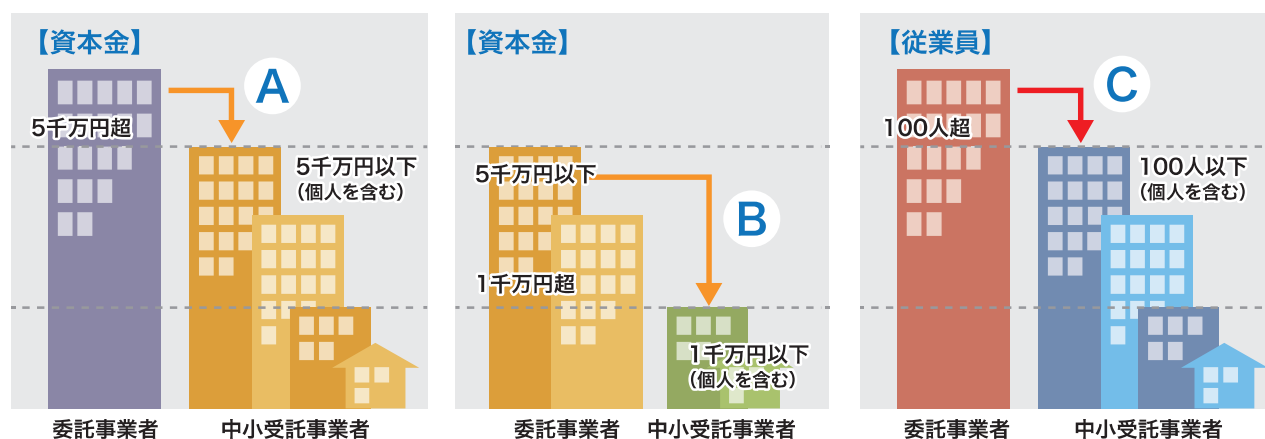 【資本金】
A
5千万円超
5千万円以下
（個人を含む）
委託事業者
中小受託事業者
【資本金】
5千万円以下
B
1千万円超
1千万円以下
（個人を含む）
委託事業者
中小受託事業者
【従業員】
C
100人超
100人以下
（個人を含む）
委託事業者
中小受託事業者